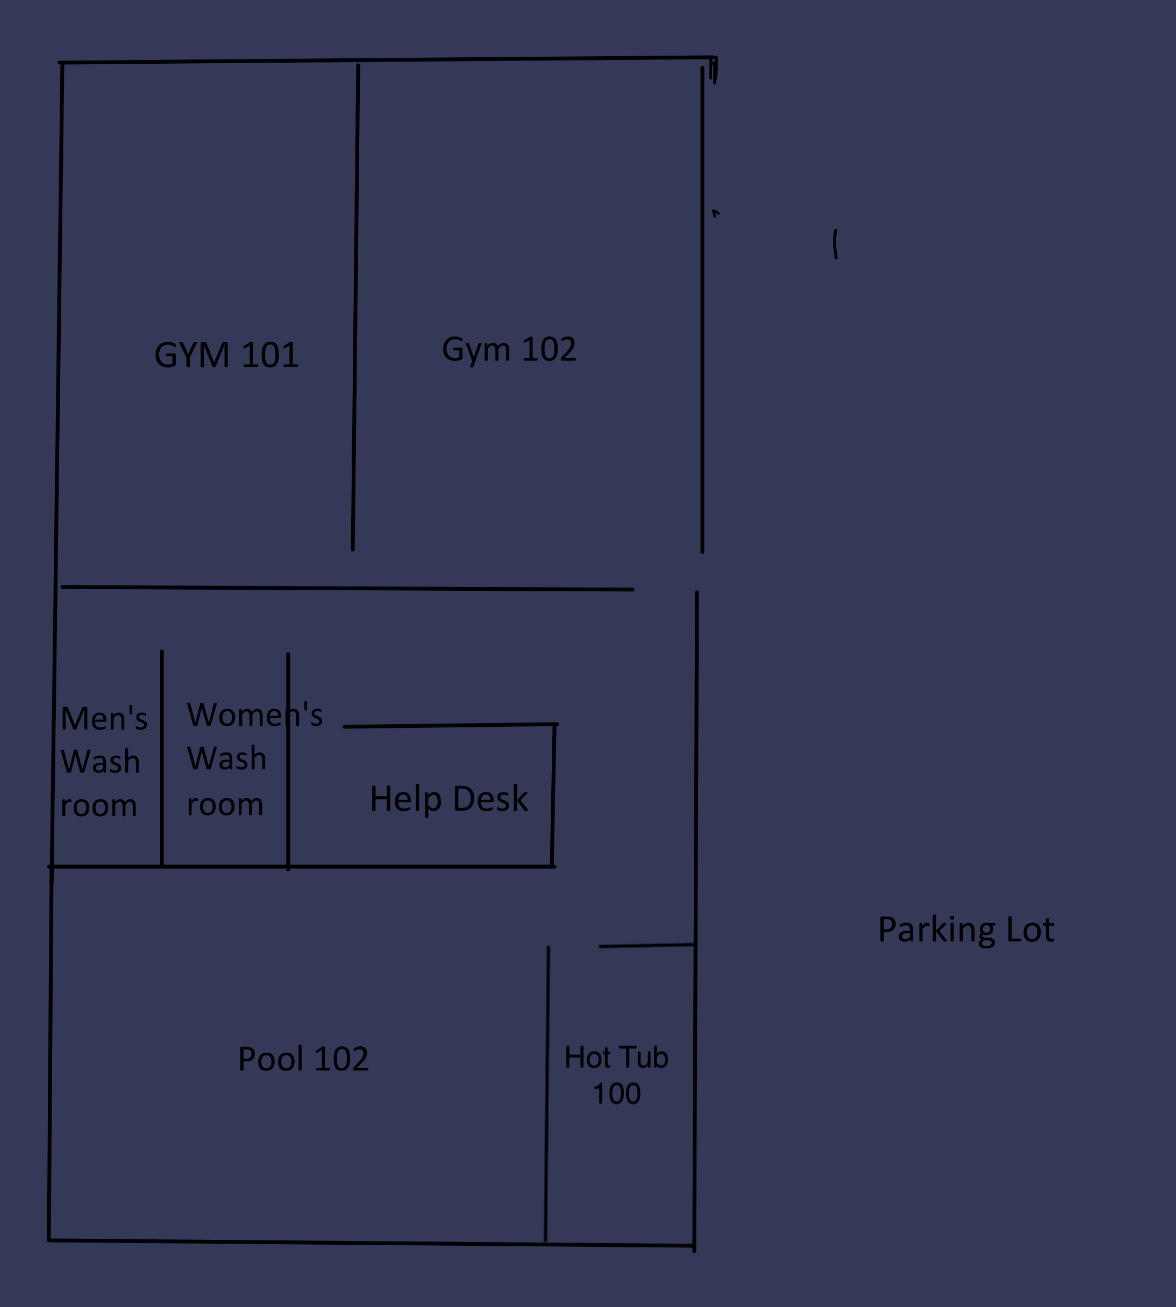 GYM 101
Gym 102
Men's
Wash
room
Women's
Wash
room
Help Desk
Parking Lot
Pool 102
Hot Tub
100